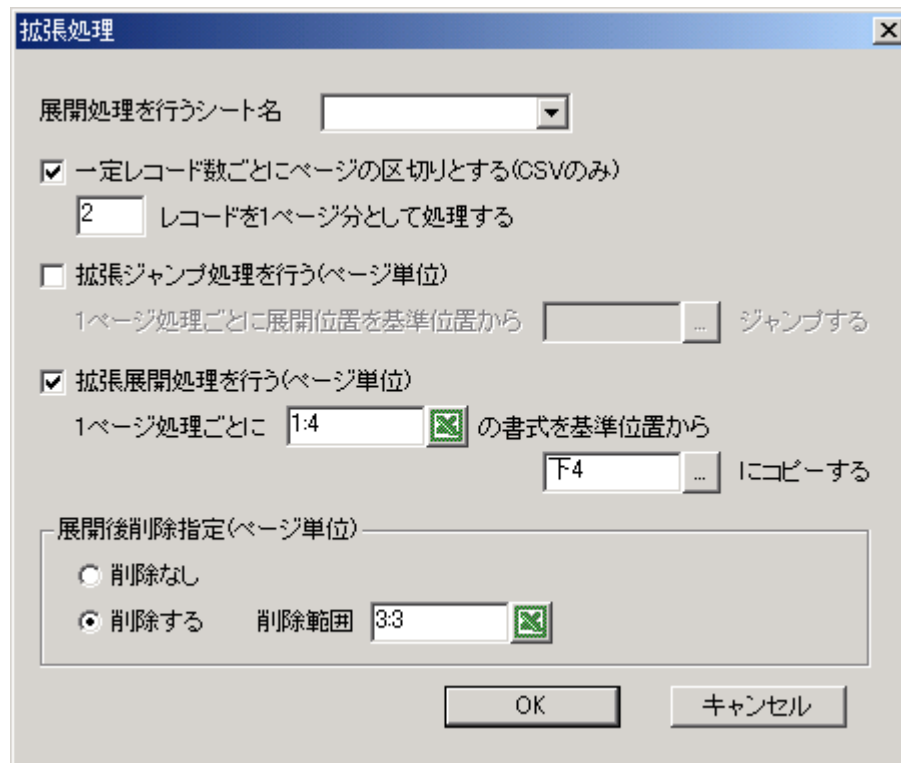 拡張処理
展開処理を行うシート名
一定レコード数ごとにページの区切りとする(CSVのみ)
2 レコードを1ページ分として処理する
拡張ジャンプ処理を行う(ページ単位)
1ページ処理ごとに展開位置を基準位置から ... ジャンプする
拡張展開処理を行う(ページ単位)
1ページ処理ごとに 1:4 の書式を基準位置から
下4 ... にコピーする
展開後削除指定(ページ単位)
削除なし
削除する 削除範囲 3:3
OK キャンセル